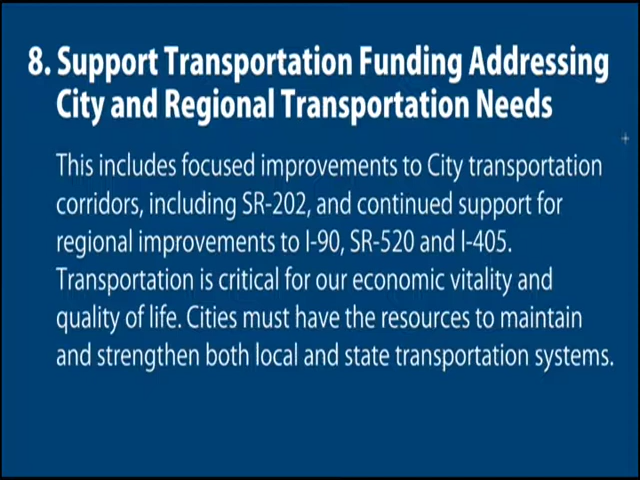 8. Support Transportation Funding Addressing
City and Regional Transportation Needs
This includes focused improvements to City transportation
corridors, including SR-202, and continued support for
regional improvements to I-90, SR-520 and I-405.
Transportation is critical for our economic vitality and
quality of life. Cities must have the resources to maintain
and strengthen both local and state transportation systems.